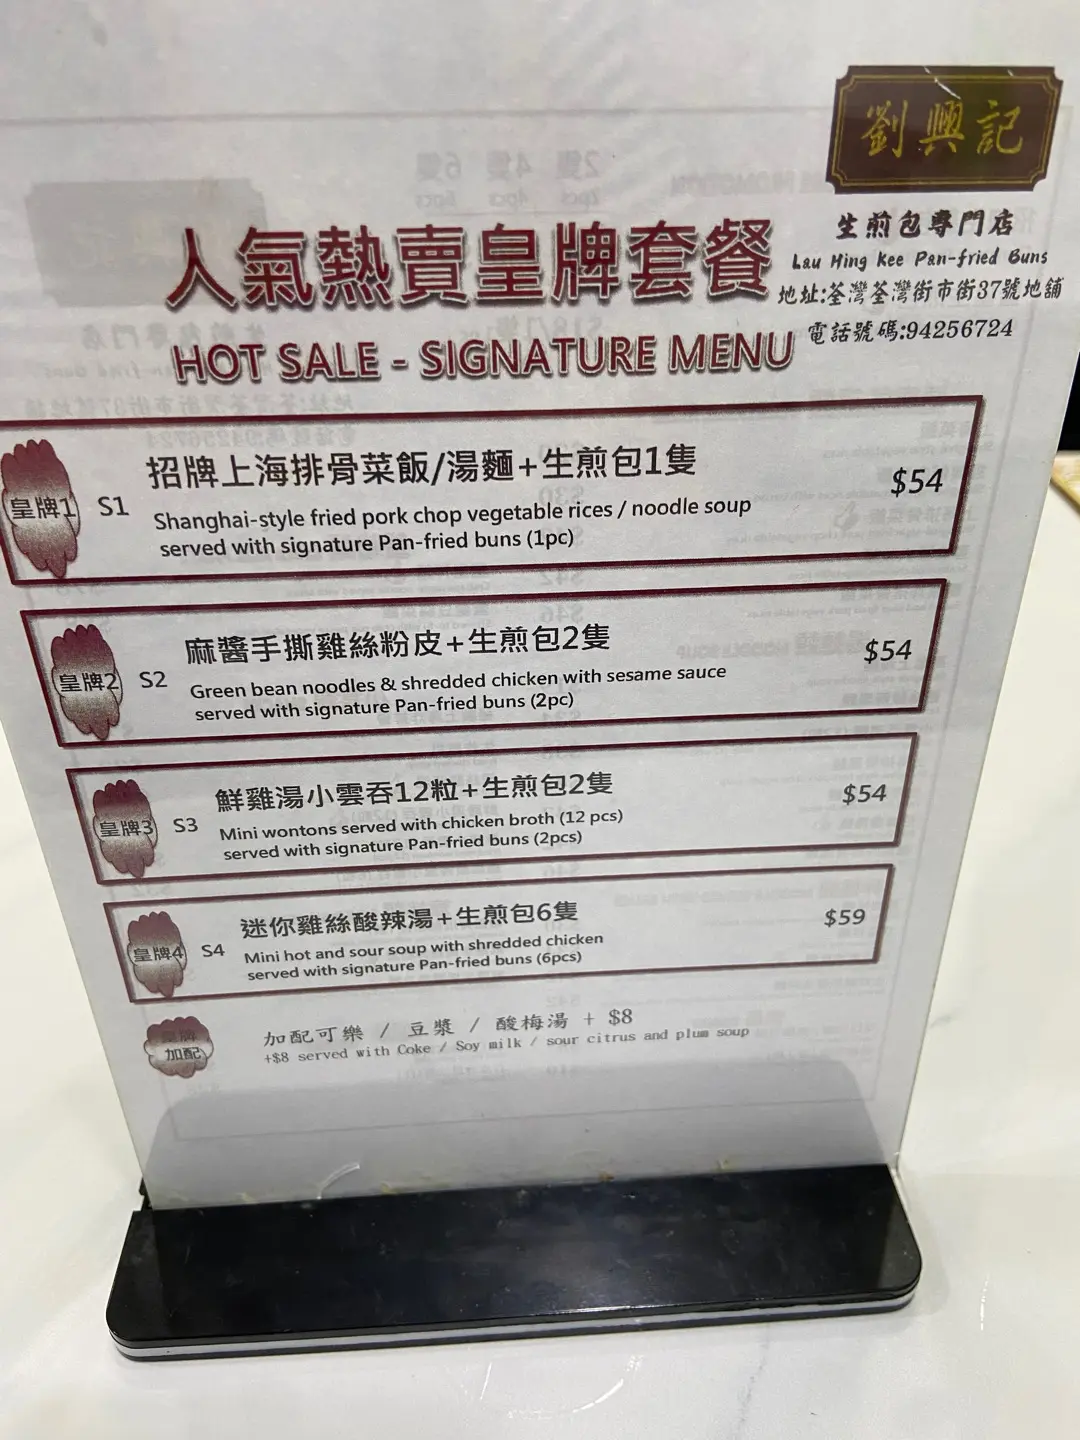 劉興記
生煎包專門店
Lau Hing Kee Pan-fried Buns
地址:荃灣荃灣街市街37號地舖
電話號碼:94256724
人氣熱賣皇牌套餐
HOT SALE - SIGNATURE MENU
皇牌1 S1 招牌上海排骨菜飯/湯麵+生煎包1隻 $54
Shanghai-style fried pork chop vegetable rices / noodle soup
served with signature Pan-fried buns (1pc)
皇牌2 S2 麻醬手撕雞絲粉皮+生煎包2隻 $54
Green bean noodles & shredded chicken with sesame sauce
served with signature Pan-fried buns (2pc)
皇牌3 S3 鮮雞湯小雲吞12粒+生煎包2隻 $54
Mini wontons served with chicken broth (12 pcs)
served with signature Pan-fried buns (2pcs)
皇牌4 S4 迷你雞絲酸辣湯+生煎包6隻 $59
Mini hot and sour soup with shredded chicken
served with signature Pan-fried buns (6pcs)
皇牌
加配
加配可樂 / 豆漿 / 酸梅湯 + $8
+$8 served with Coke / Soy milk / sour citrus and plum soup